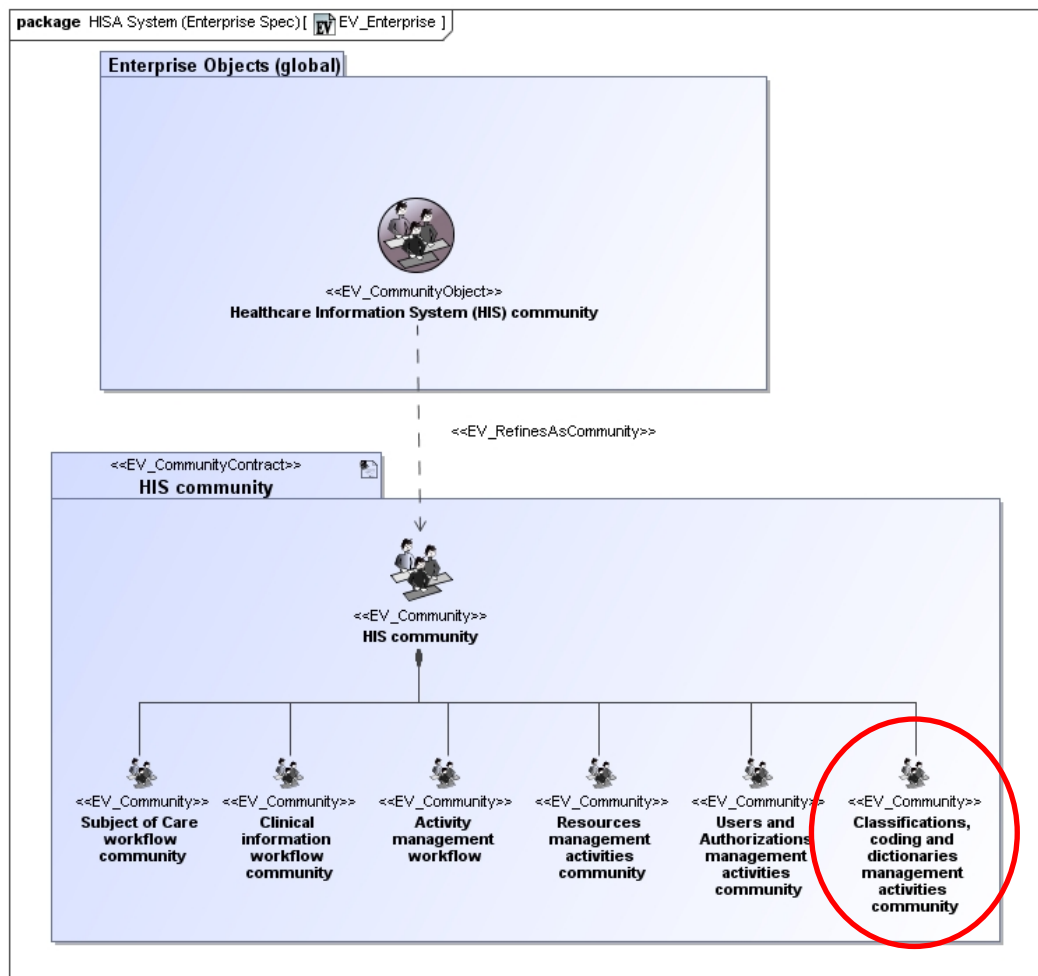 package HISA System (Enterprise Spec) [ EV EV_Enterprise ]
Enterprise Objects (global)
<<EV_CommunityObject>>
Healthcare Information System (HIS) community
<<EV_RefinesAsCommunity>>
<<EV_CommunityContract>>
HIS community
<<EV_Community>>
HIS community
<<EV_Community>>
Subject of Care
workflow
community
<<EV_Community>>
Clinical
information
workflow
community
<<EV_Community>>
Activity
management
workflow
<<EV_Community>>
Resources
management
activities
community
<<EV_Community>>
Users and
Authorizations
management
activities
community
<<EV_Community>>
Classifications,
coding and
dictionaries
management
activities
community